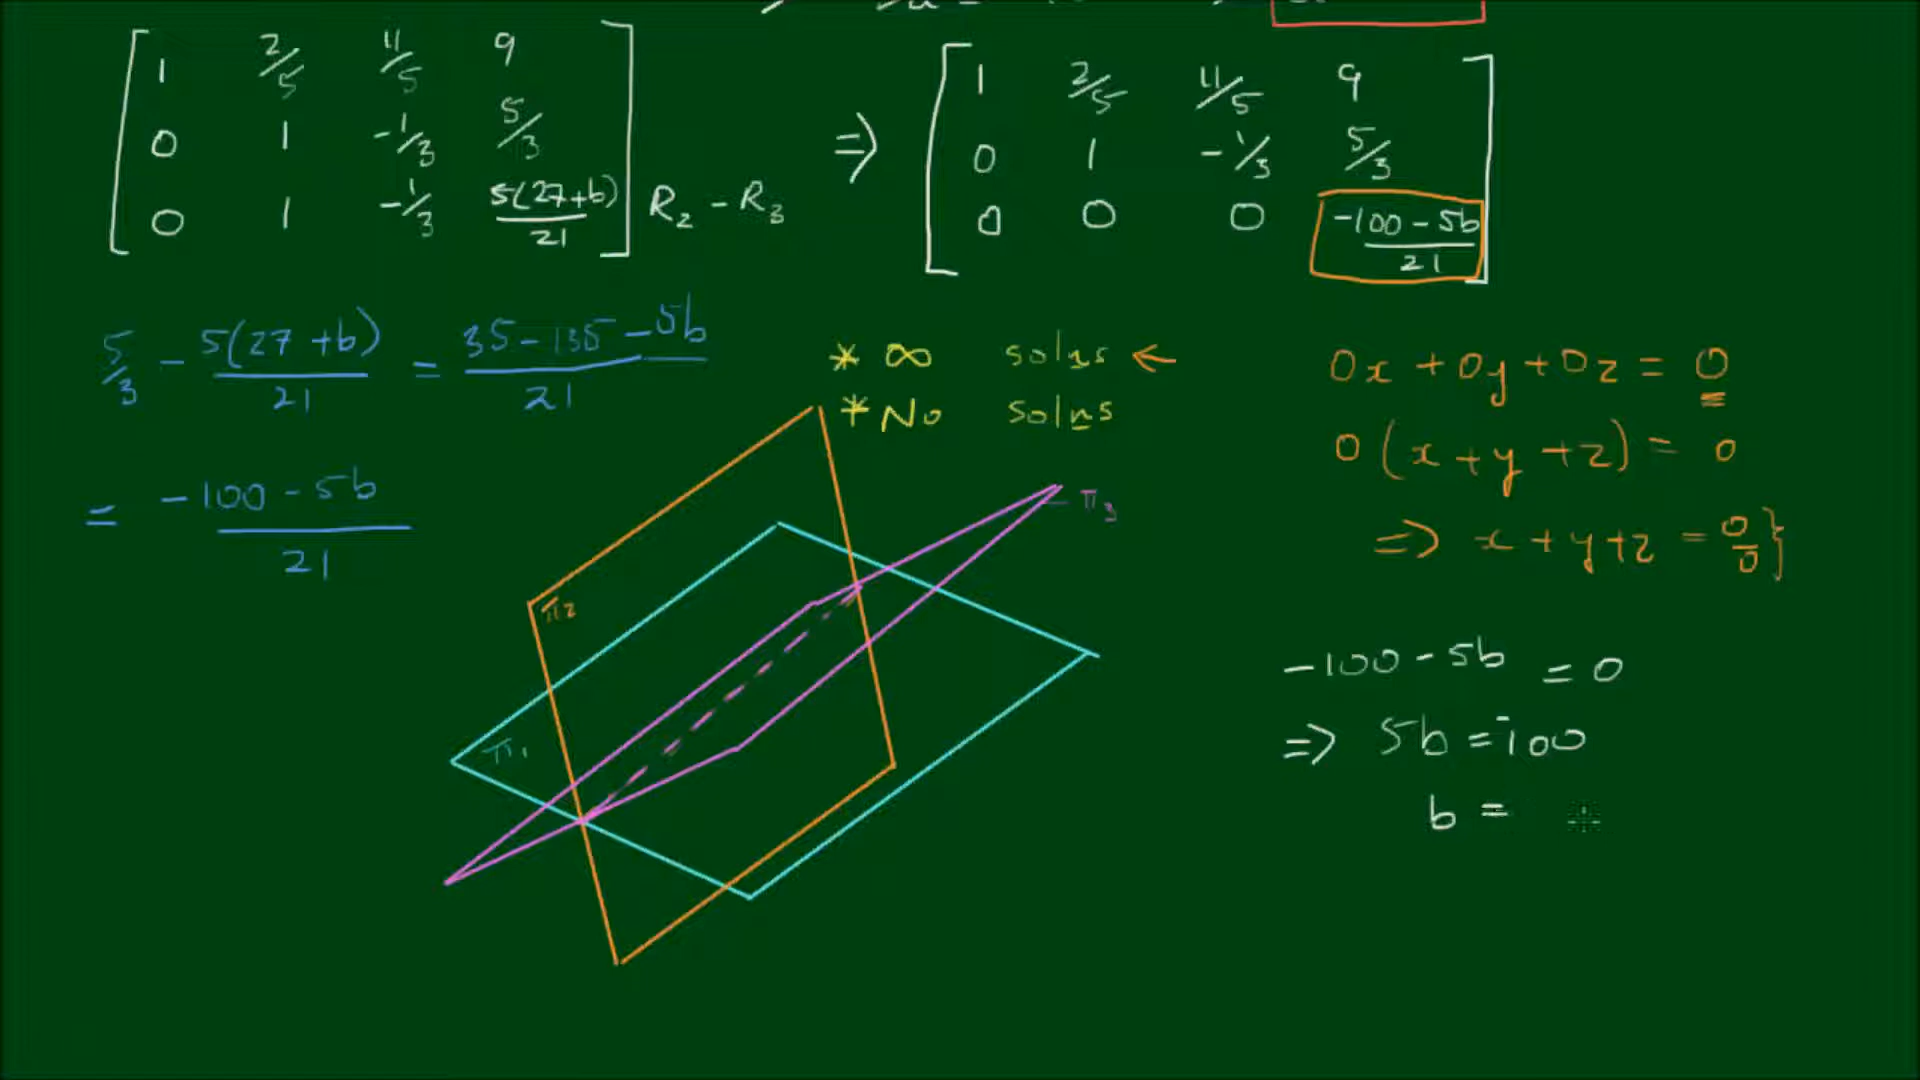 1 2/5 11/5 9
0 1 -1/3 5/3
0 1 -1/3 5(27+b)/21 R₂ - R₃
⇒
1 2/5 11/5 9
0 1 -1/3 5/3
0 0 0 -100-5b/21
5/3 - 5(27+b)/21 = 35-135-5b/21
= -100-5b/21
* ∞ solns ←
* No solns
0x+0y+0z=0
0(x+y+z)=0
⇒ x+y+z=0/0}
π₂
π₃
π₁
-100-5b=0
⇒ 5b=-100
b=